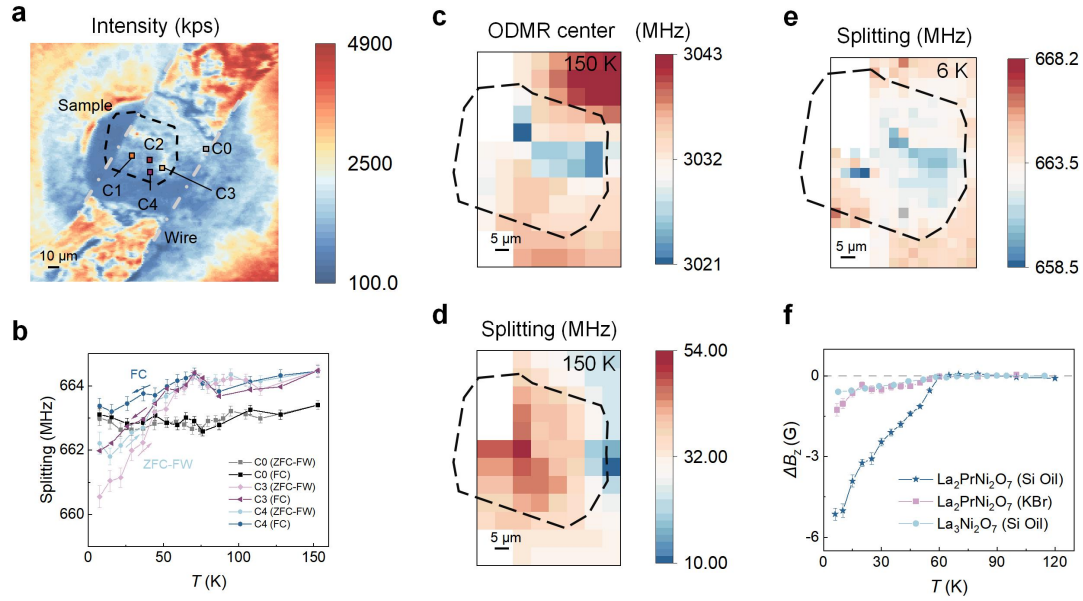 a
Intensity (kps)
Sample
C2
C0
C1
C3
C4
Wire
10 μm
4900
2500
100.0
b
Splitting (MHz)
664
662
660
FC
ZFC-FW
C0 (ZFC-FW)
C0 (FC)
C3 (ZFC-FW)
C3 (FC)
C4 (ZFC-FW)
C4 (FC)
0
50
100
150
T (K)
c
ODMR center (MHz)
150 K
5 μm
3043
3032
3021
d
Splitting (MHz)
150 K
5 μm
54.00
32.00
10.00
e
Splitting (MHz)
6 K
5 μm
668.2
663.5
658.5
f
ΔB_z (G)
0
-3
-6
La₂PrNi₂O₇ (Si Oil)
La₂PrNi₂O₇ (KBr)
La₃Ni₂O₇ (Si Oil)
0
30
60
90
120
T (K)